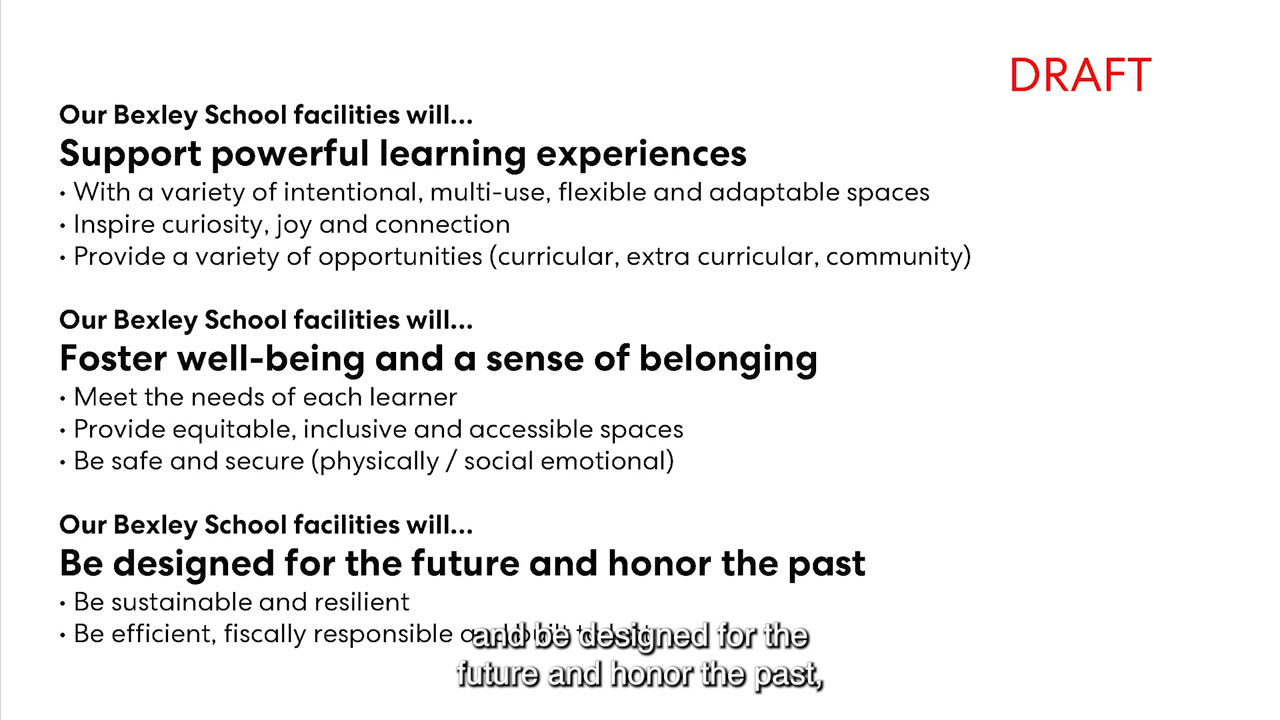 DRAFT
Our Bexley School facilities will...
Support powerful learning experiences
• With a variety of intentional, multi-use, flexible and adaptable spaces
• Inspire curiosity, joy and connection
• Provide a variety of opportunities (curricular, extra curricular, community)
Our Bexley School facilities will...
Foster well-being and a sense of belonging
• Meet the needs of each learner
• Provide equitable, inclusive and accessible spaces
• Be safe and secure (physically / social emotional)
Our Bexley School facilities will...
Be designed for the future and honor the past
• Be sustainable and resilient
• Be efficient, fiscally responsible
and be designed for the
future and honor the past,